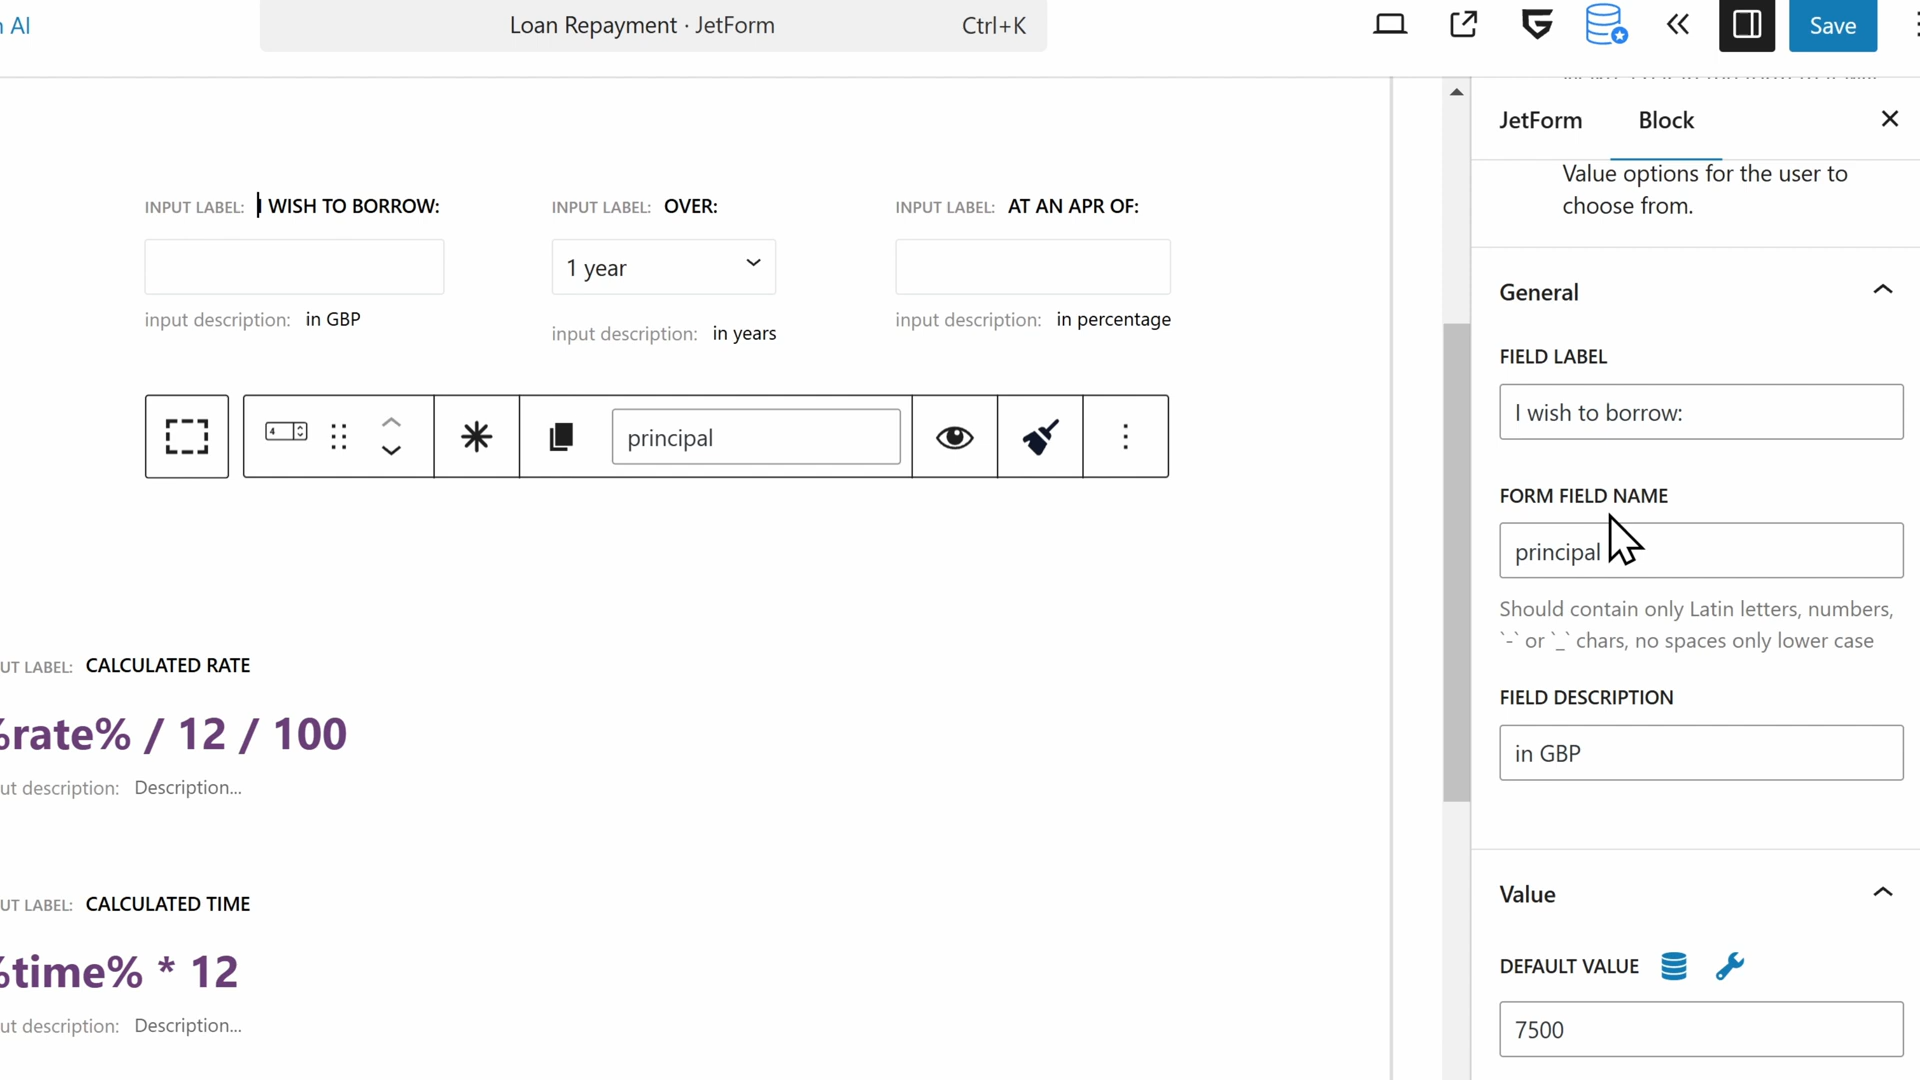 AI
Loan Repayment · JetForm Ctrl+K
Save
JetForm Block
Value options for the user to
choose from.
INPUT LABEL: I WISH TO BORROW: INPUT LABEL: OVER: INPUT LABEL: AT AN APR OF:
1 year
input description: in GBP input description: in years input description: in percentage
principal
General
FIELD LABEL
I wish to borrow:
FORM FIELD NAME
principal
Should contain only Latin letters, numbers,
`-` or `_` chars, no spaces only lower case
FIELD DESCRIPTION
in GBP
UT LABEL: CALCULATED RATE
%rate% / 12 / 100
ut description: Description...
UT LABEL: CALCULATED TIME
%time% * 12
ut description: Description...
Value
DEFAULT VALUE
7500